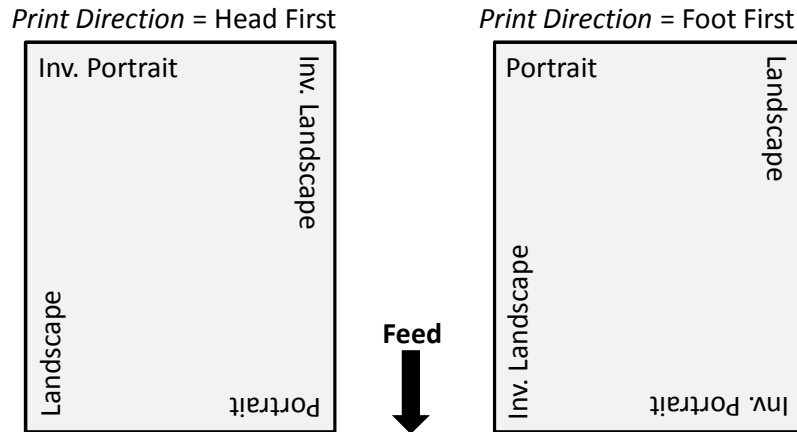 Print Direction = Head First
Inv. Portrait
Inv. Landscape
Landscape
Portrait
Feed
Print Direction = Foot First
Portrait
Landscape
Inv. Landscape
Inv. Portrait